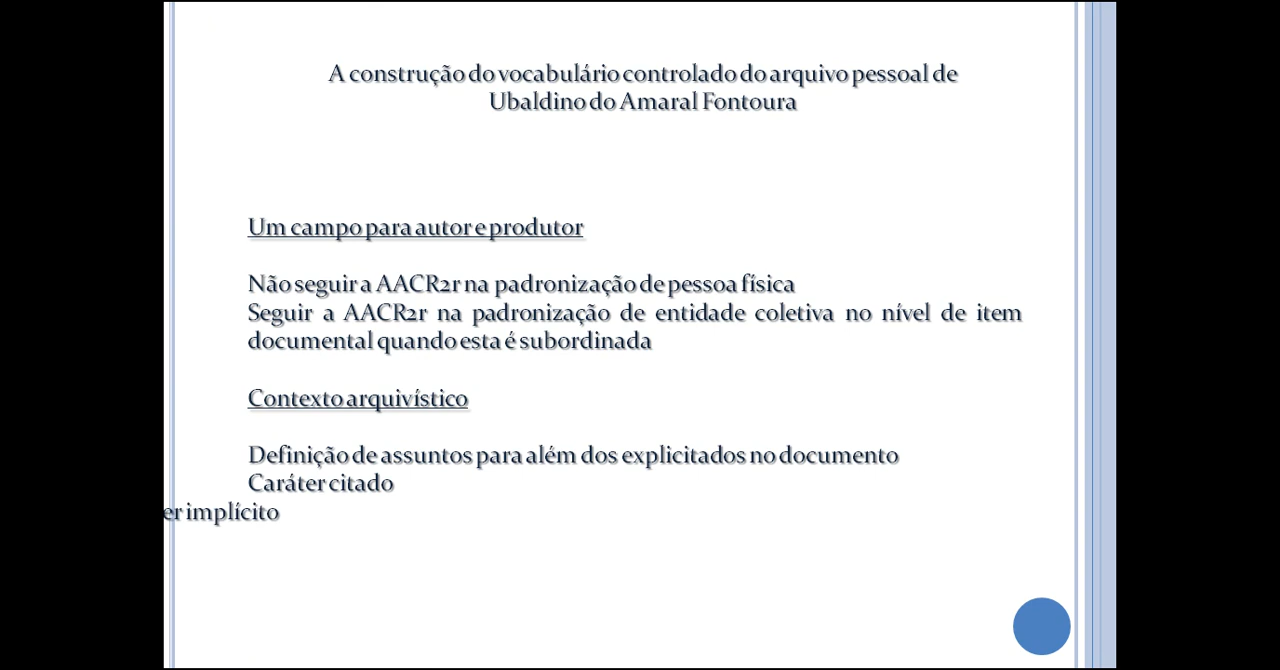 A construção do vocabulário controlado do arquivo pessoal de
Ubaldino do Amaral Fontoura
Um campo para autor e produtor
Não seguir a AACR2r na padronização de pessoa física
Seguir a AACR2r na padronização de entidade coletiva no nível de item
documental quando esta é subordinada
Contexto arquivístico
Definição de assuntos para além dos explicitados no documento
Caráter citado
er implícito